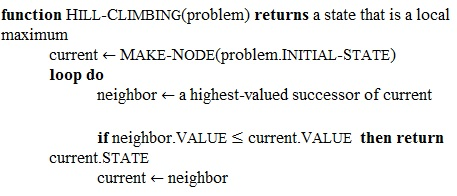 function HILL-CLIMBING(problem) returns a state that is a local
maximum
current ← MAKE-NODE(problem.INITIAL-STATE)
loop do
neighbor ← a highest-valued successor of current
if neighbor.VALUE ≤ current.VALUE then return
current.STATE
current ← neighbor